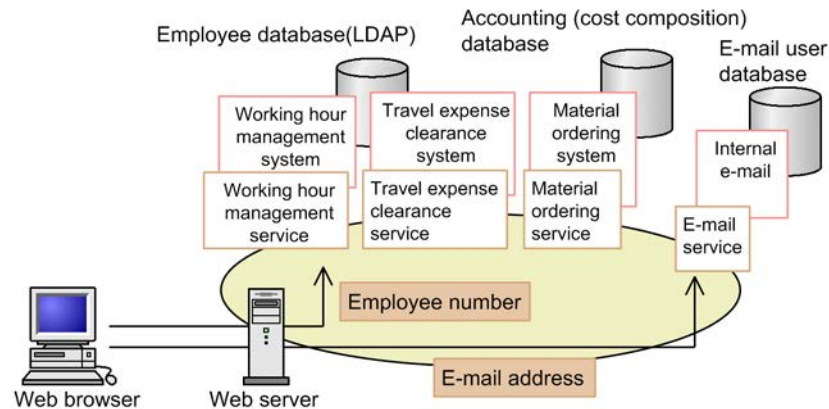 Employee database(LDAP)
Accounting (cost composition)
database
E-mail user
database
Working hour
management
system
Travel expense
clearance
system
Material
ordering
system
Internal
e-mail
Working hour
management
service
Travel expense
clearance
service
Material
ordering
service
E-mail
service
Employee number
E-mail address
Web browser
Web server